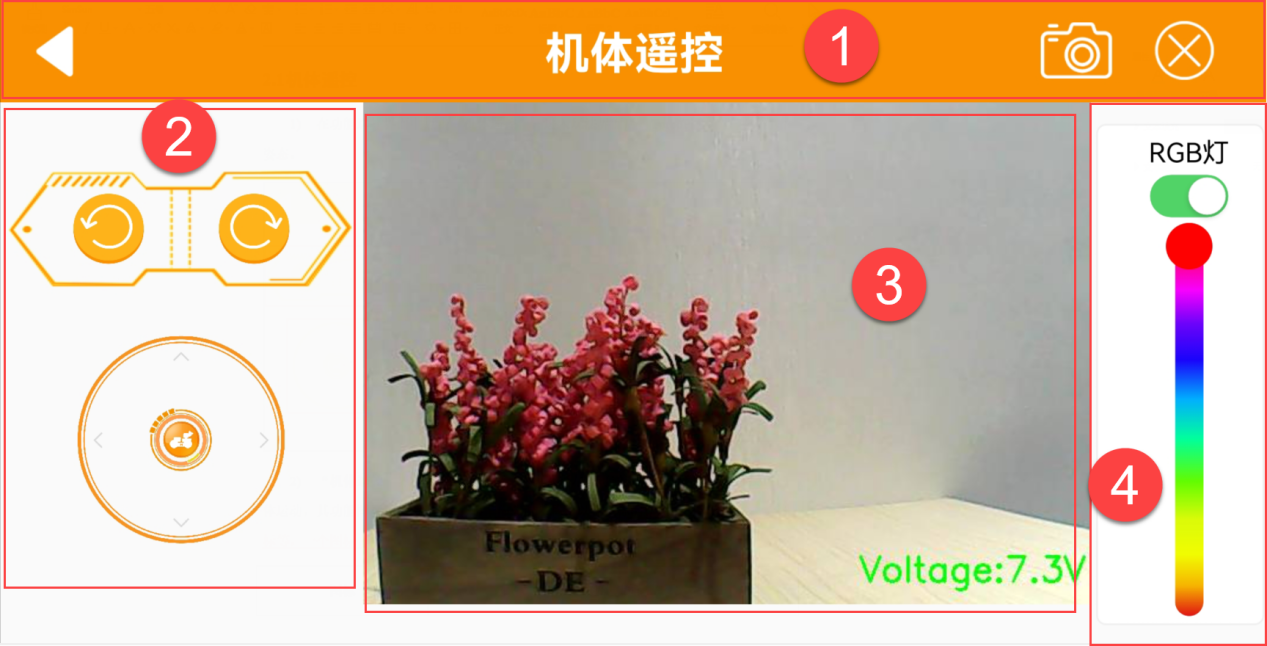 机体遥控
1
2
RGB灯
3
4
Flowerpot
-DE-
Voltage:7.3V